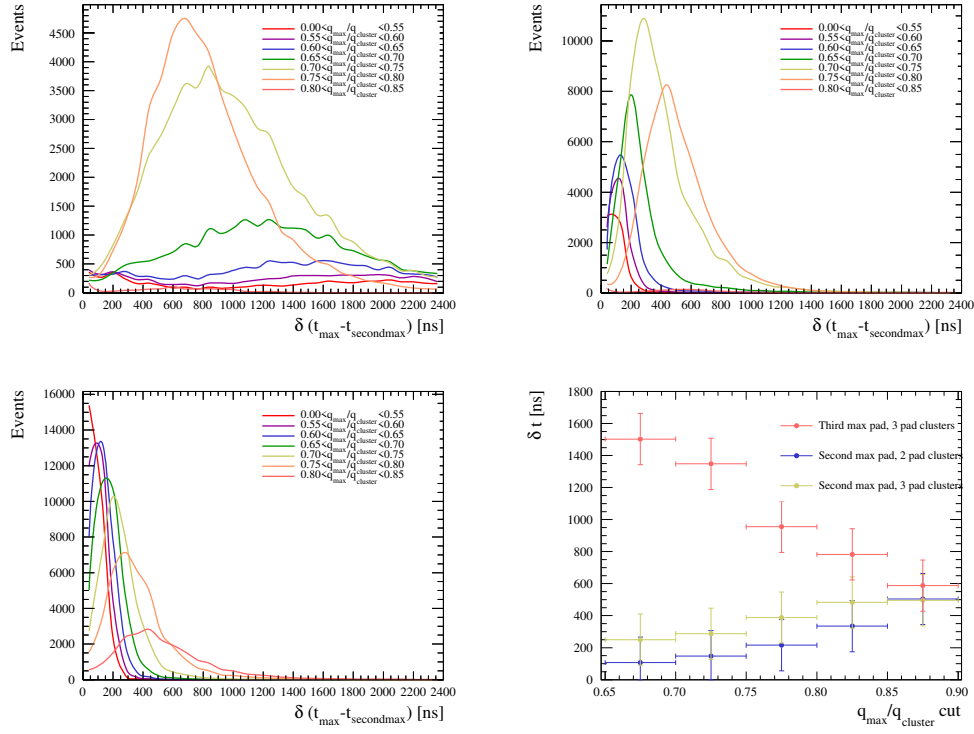 Events
4500
4000
3500
3000
2500
2000
1500
1000
500
0
0.00<q_max/q_cluster<0.55
0.55<q_max/q_cluster<0.60
0.60<q_max/q_cluster<0.65
0.65<q_max/q_cluster<0.70
0.70<q_max/q_cluster<0.75
0.75<q_max/q_cluster<0.80
0.80<q_max/q_cluster<0.85
0 200 400 600 800 1000 1200 1400 1600 1800 2000 2200 2400
δ (t_max-t_secondmax) [ns]
Events
10000
8000
6000
4000
2000
0
0.00<q_max/q_cluster<0.55
0.55<q_max/q_cluster<0.60
0.60<q_max/q_cluster<0.65
0.65<q_max/q_cluster<0.70
0.70<q_max/q_cluster<0.75
0.75<q_max/q_cluster<0.80
0.80<q_max/q_cluster<0.85
0 200 400 600 800 1000 1200 1400 1600 1800 2000 2200 2400
δ (t_max-t_secondmax) [ns]
Events
16000
14000
12000
10000
8000
6000
4000
2000
0
0.00<q_max/q_cluster<0.55
0.55<q_max/q_cluster<0.60
0.60<q_max/q_cluster<0.65
0.65<q_max/q_cluster<0.70
0.70<q_max/q_cluster<0.75
0.75<q_max/q_cluster<0.80
0.80<q_max/q_cluster<0.85
0 200 400 600 800 1000 1200 1400 1600 1800 2000 2200 2400
δ (t_max-t_secondmax) [ns]
δ t [ns]
1800
1600
1400
1200
1000
800
600
400
200
0
Third max pad, 3 pad clusters
Second max pad, 2 pad clusters
Second max pad, 3 pad clusters
0.65 0.70 0.75 0.80 0.85 0.90
q_max/q_cluster cut